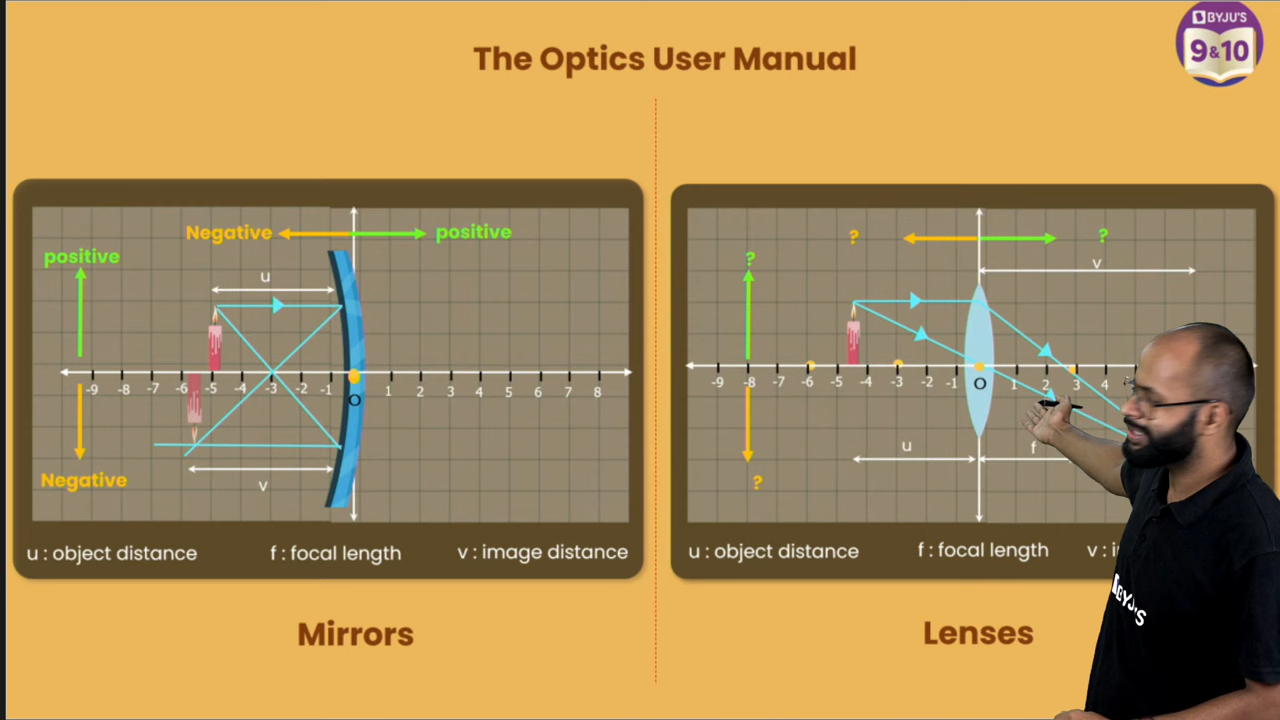 The Optics User Manual
BYJU'S
9&10
Negative
positive
positive
u
-9 -8 -7 -6 -5 -4 -3 -2 -1 1 2 3 4 5 6 7 8
O
v
Negative
u : object distance
f : focal length
v : image distance
Mirrors
?
?
?
v
-9 -8 -7 -6 -5 -4 -3 -2 -1 1 2 3 4
O
u
f
?
u : object distance
f : focal length
v : i
Lenses
BYJU'S